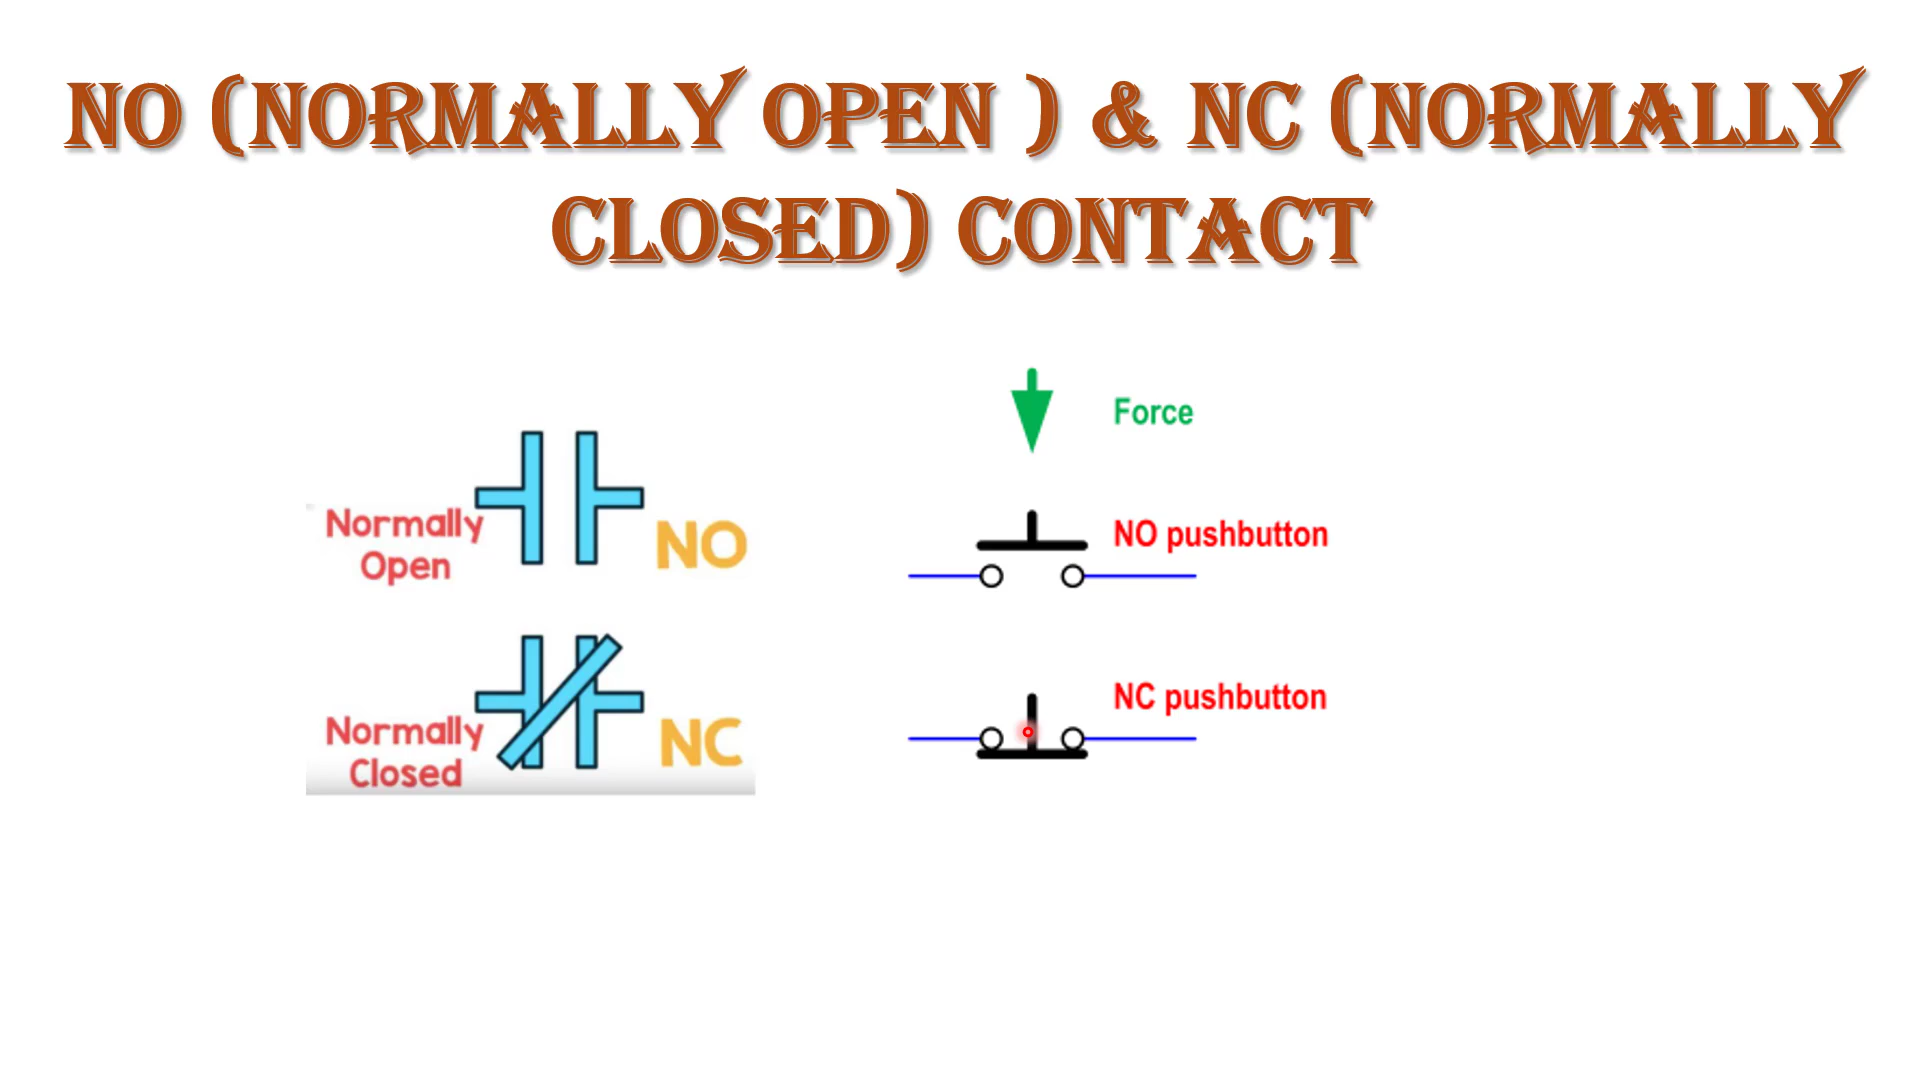 NO (NORMALLY OPEN ) & NC (NORMALLY
CLOSED) CONTACT
Normally
Open
NO
Normally
Closed
NC
Force
NO pushbutton
NC pushbutton